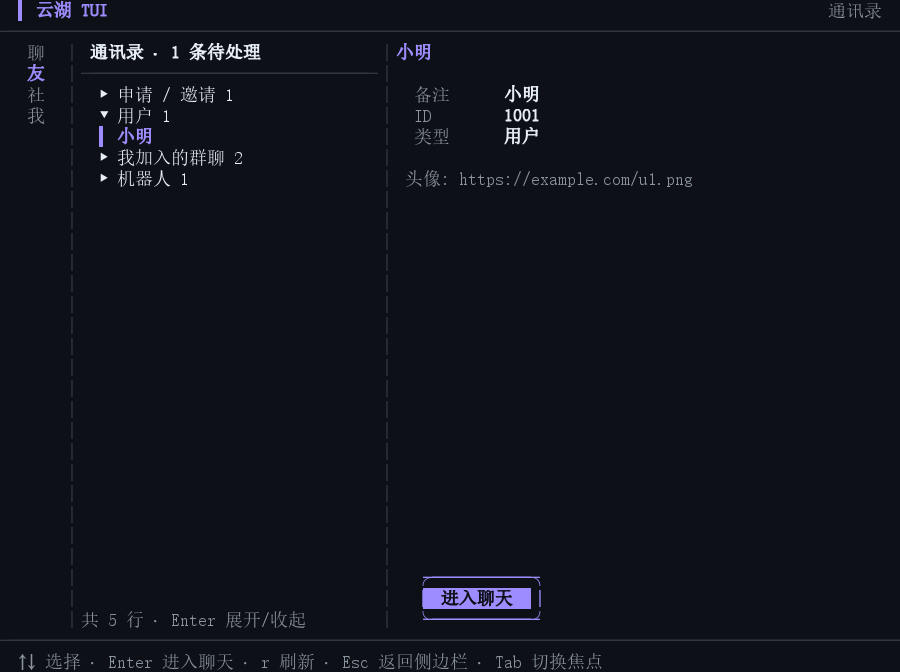 云湖 TUI
通讯录
聊
友
社
我
通讯录 · 1 条待处理
▸ 申请 / 邀请 1
▾ 用户 1
小明
▸ 我加入的群聊 2
▸ 机器人 1
共 5 行 · Enter 展开/收起
小明
备注 小明
ID 1001
类型 用户
头像: https://example.com/u1.png
进入聊天
↑↓ 选择 · Enter 进入聊天 · r 刷新 · Esc 返回侧边栏 · Tab 切换焦点